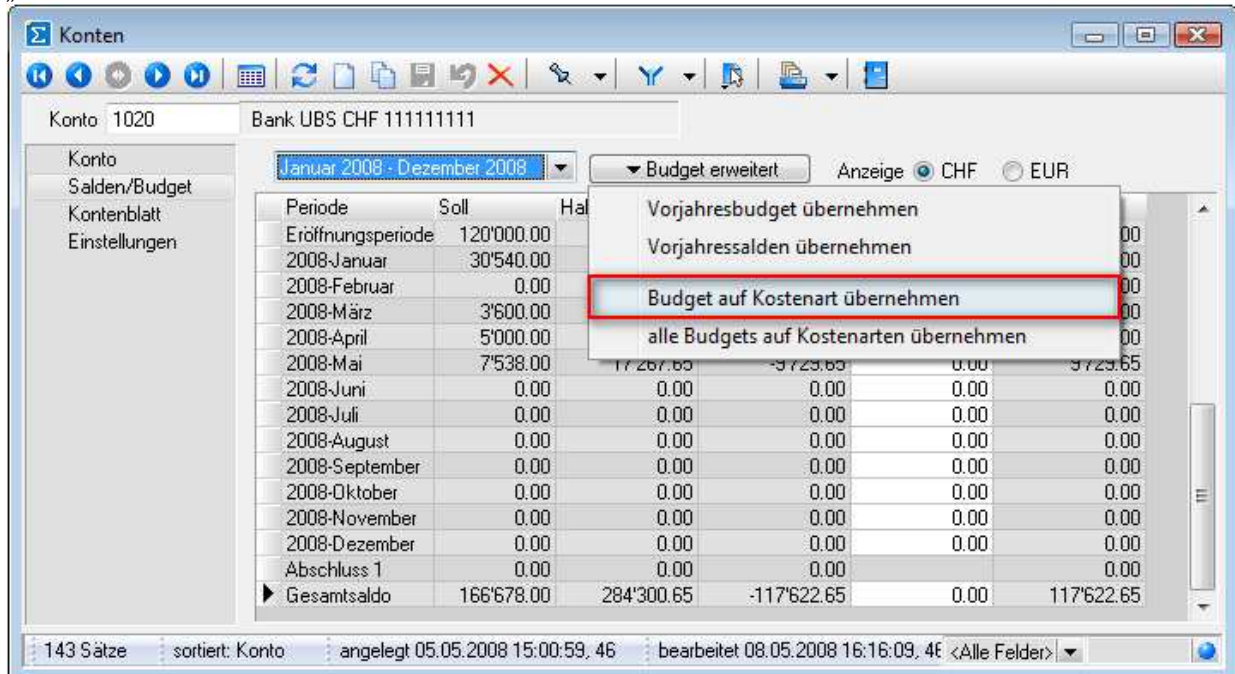 Konten
Konto 1020 Bank UBS CHF 111111111
Konto
Salden/Budget
Kontenblatt
Einstellungen
Januar 2008 - Dezember 2008 Budget erweitert Anzeige CHF EUR
Vorjahresbudget übernehmen
Vorjahressalden übernehmen
Budget auf Kostenart übernehmen
alle Budgets auf Kostenarten übernehmen
Periode Soll
Eröffnungsperiode 120'000.00
2008-Januar 30'540.00
2008-Februar 0.00
2008-März 3'600.00
2008-April 5'000.00
2008-Mai 7'538.00 17'267.65 -9'729.65 0.00 9'729.65
2008-Juni 0.00 0.00 0.00 0.00 0.00
2008-Juli 0.00 0.00 0.00 0.00 0.00
2008-August 0.00 0.00 0.00 0.00 0.00
2008-September 0.00 0.00 0.00 0.00 0.00
2008-Oktober 0.00 0.00 0.00 0.00 0.00
2008-November 0.00 0.00 0.00 0.00 0.00
2008-Dezember 0.00 0.00 0.00 0.00 0.00
Abschluss 1 0.00 0.00 0.00 0.00
Gesamtsaldo 166'678.00 284'300.65 -117'622.65 0.00 117'622.65
143 Sätze sortiert: Konto angelegt 05.05.2008 15:00:59, 46 bearbeitet 08.05.2008 16:16:09, 46 <Alle Felder>